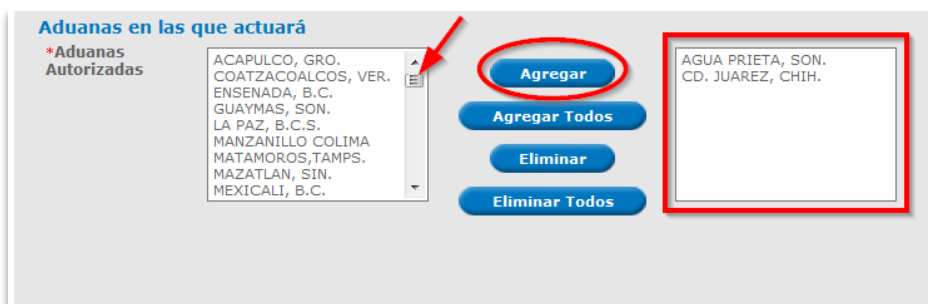 Aduanas en las que actuará
*Aduanas
Autorizadas
ACAPULCO, GRO.
COATZACOALCOS, VER.
ENSENADA, B.C.
GUAYMAS, SON.
LA PAZ, B.C.S.
MANZANILLO COLIMA
MATAMOROS,TAMPS.
MAZATLAN, SIN.
MEXICALI, B.C.
Agregar
Agregar Todos
Eliminar
Eliminar Todos
AGUA PRIETA, SON.
CD. JUAREZ, CHIH.